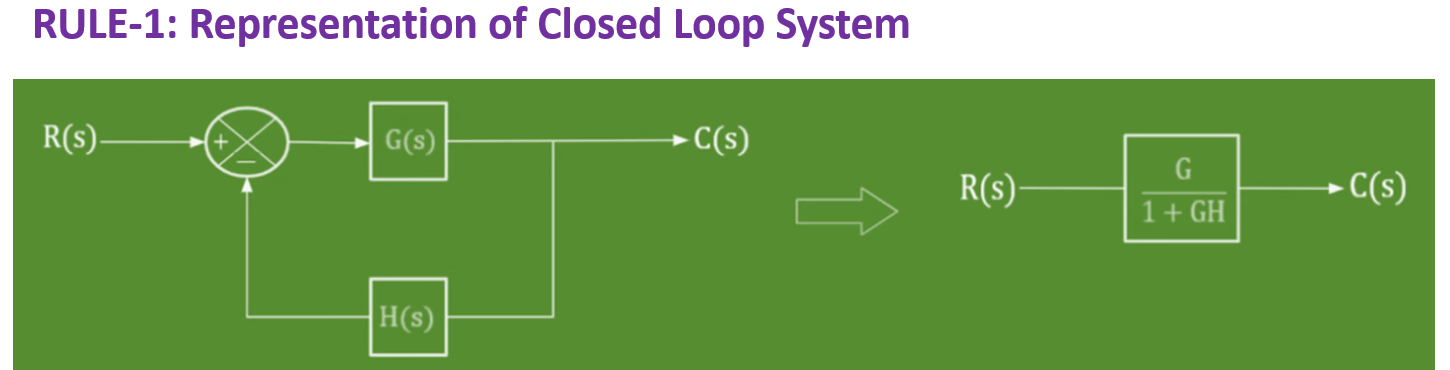 RULE-1: Representation of Closed Loop System
R(s)
+
−
G(s)
C(s)
H(s)
R(s)
G
1 + GH
C(s)